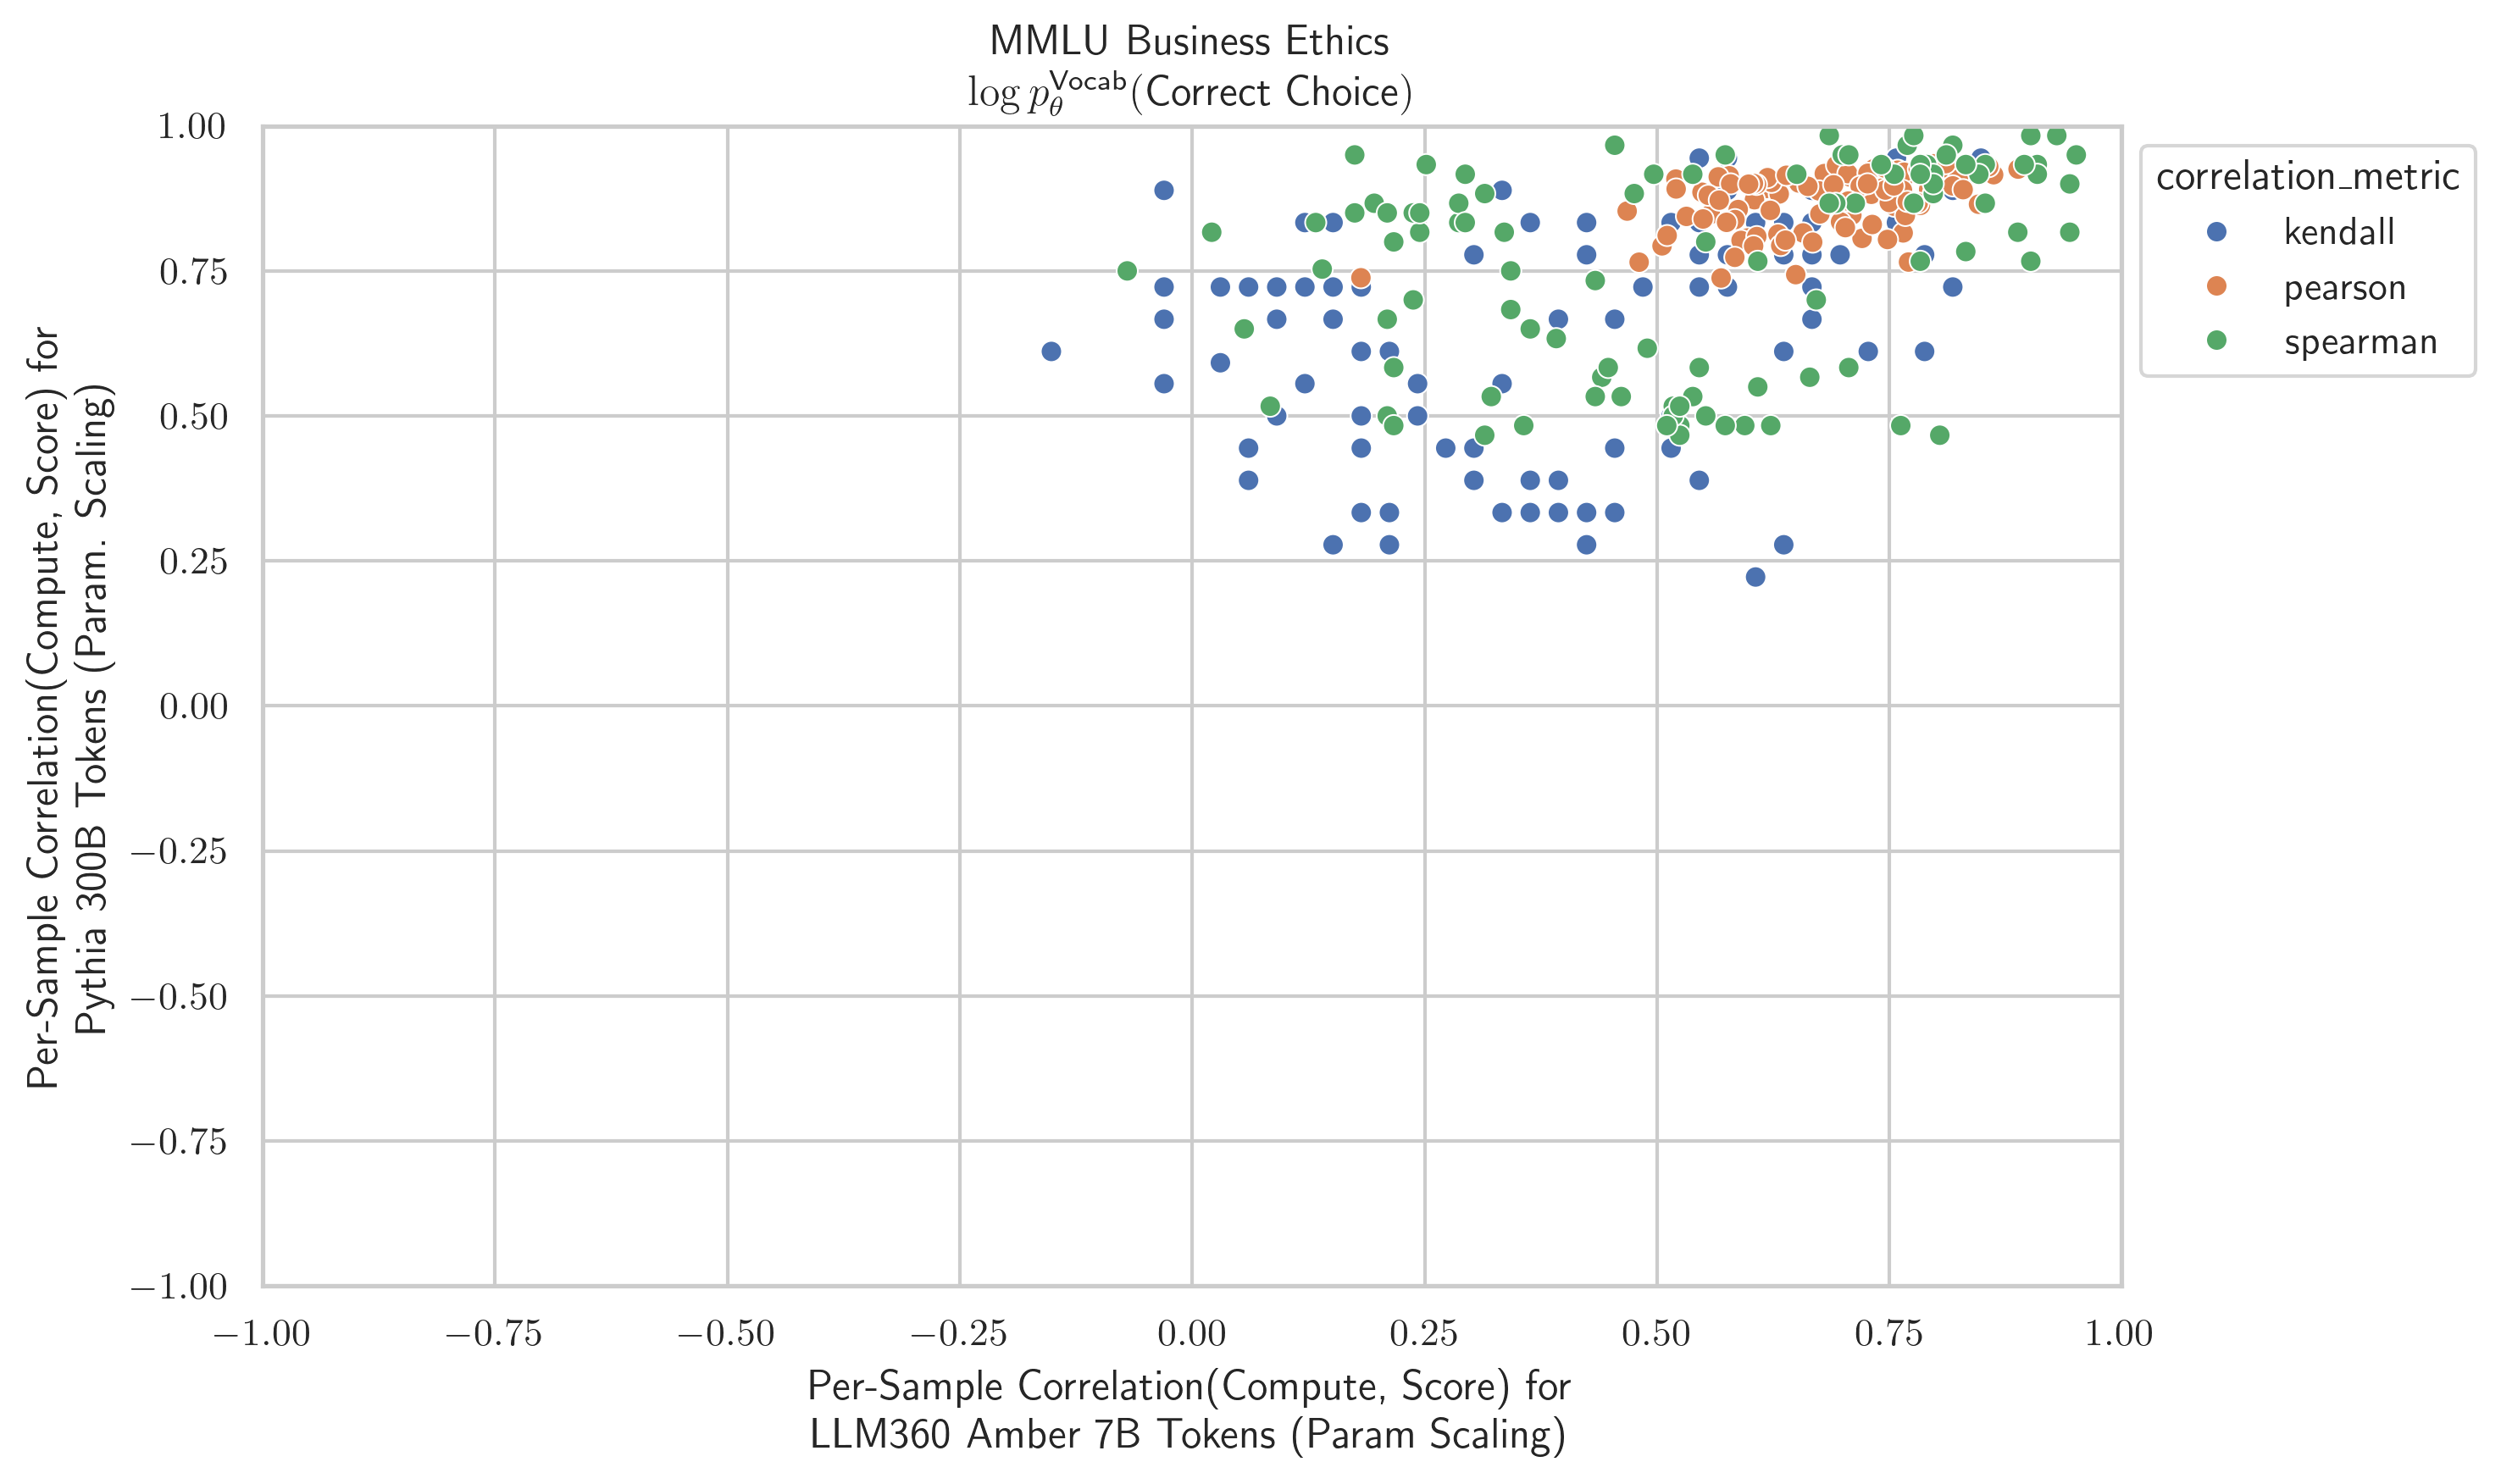 MMLU Business Ethics
log p_θ^Vocab(Correct Choice)
1.00
0.75
0.50
0.25
0.00
−0.25
−0.50
−0.75
−1.00
Per-Sample Correlation(Compute, Score) for
Pythia 300B Tokens (Param. Scaling)
correlation_metric
kendall
pearson
spearman
−1.00 −0.75 −0.50 −0.25 0.00 0.25 0.50 0.75 1.00
Per-Sample Correlation(Compute, Score) for
LLM360 Amber 7B Tokens (Param Scaling)